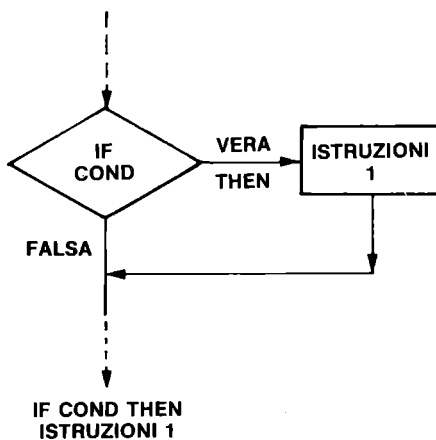 IF
COND
VERA
THEN
ISTRUZIONI
1
FALSA
IF COND THEN
ISTRUZIONI 1